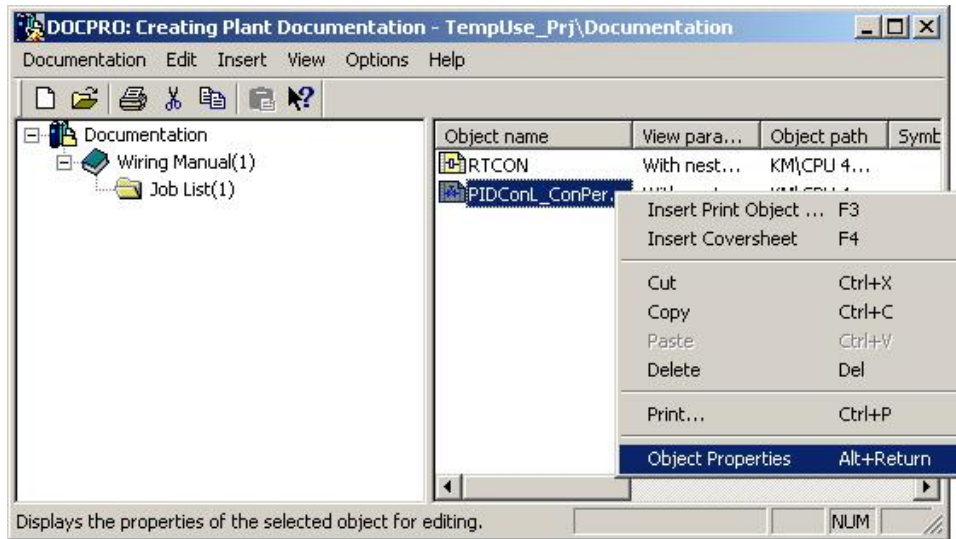 DOCPRO: Creating Plant Documentation - TempUse_Prj\Documentation
Documentation Edit Insert View Options Help
Documentation
Wiring Manual(1)
Job List(1)
Object name View para... Object path Symb
RTCON With nest... KM\CPU 4...
PIDConL_ConPer.
Insert Print Object ... F3
Insert Coversheet F4
Cut Ctrl+X
Copy Ctrl+C
Paste Ctrl+V
Delete Del
Print... Ctrl+P
Object Properties Alt+Return
Displays the properties of the selected object for editing. NUM